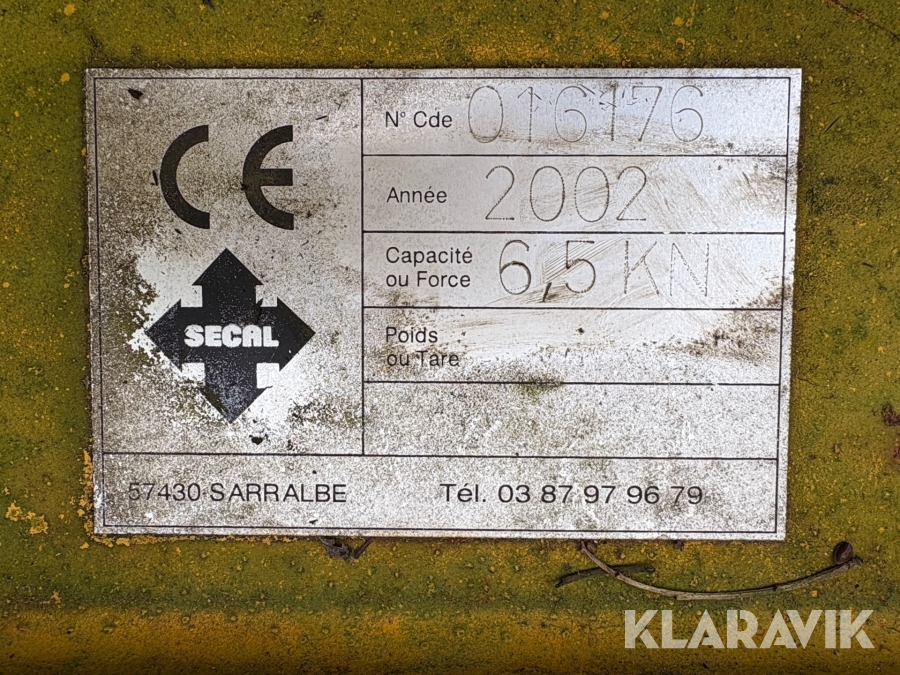 CE
SECAL
N° Cde 016176
Année 2002
Capacité
ou Force 6,5 KN
Poids
ou Tare
57430 SARRALBE Tél. 03 87 97 96 79
KLARAVIK